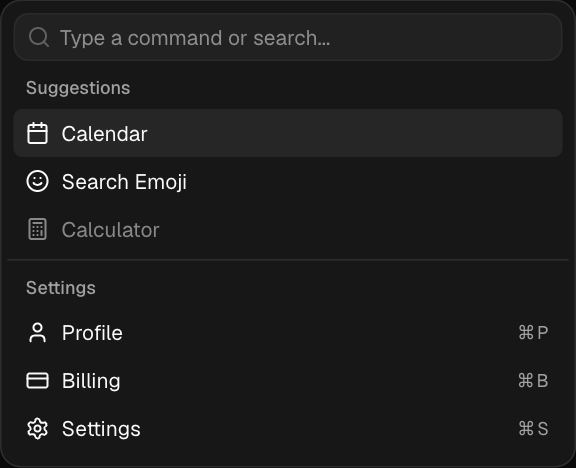 Type a command or search...
Suggestions
Calendar
Search Emoji
Calculator
Settings
Profile ⌘P
Billing ⌘B
Settings ⌘S